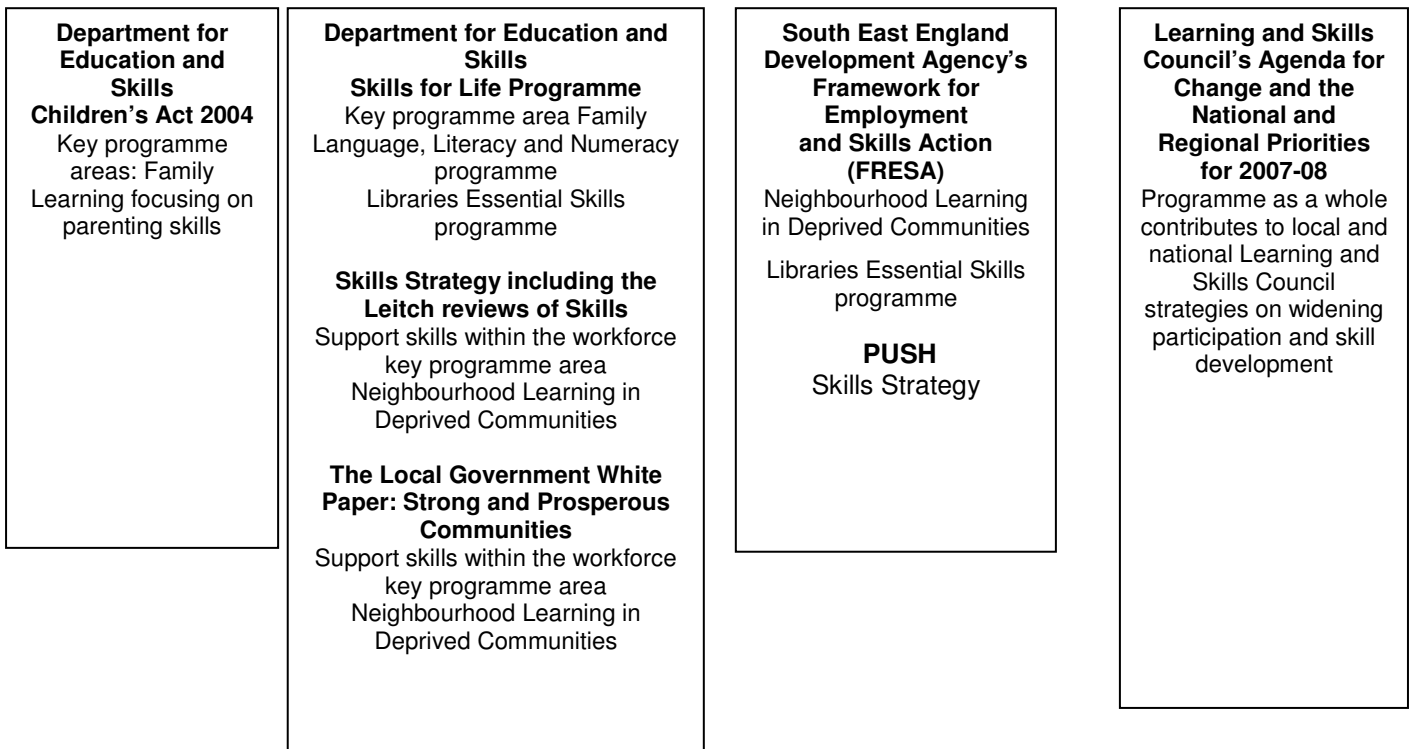 Department for
Education and
Skills
Children’s Act 2004
Key programme
areas: Family
Learning focusing on
parenting skills
Department for Education and
Skills
Skills for Life Programme
Key programme area Family
Language, Literacy and Numeracy
programme
Libraries Essential Skills
programme
Skills Strategy including the
Leitch reviews of Skills
Support skills within the workforce
key programme area
Neighbourhood Learning in
Deprived Communities
The Local Government White
Paper: Strong and Prosperous
Communities
Support skills within the workforce
key programme area
Neighbourhood Learning in
Deprived Communities
South East England
Development Agency’s
Framework for
Employment
and Skills Action
(FRESA)
Neighbourhood Learning
in Deprived Communities
Libraries Essential Skills
programme
PUSH
Skills Strategy
Learning and Skills
Council’s Agenda for
Change and the
National and
Regional Priorities
for 2007-08
Programme as a whole
contributes to local and
national Learning and
Skills Council
strategies on widening
participation and skill
development